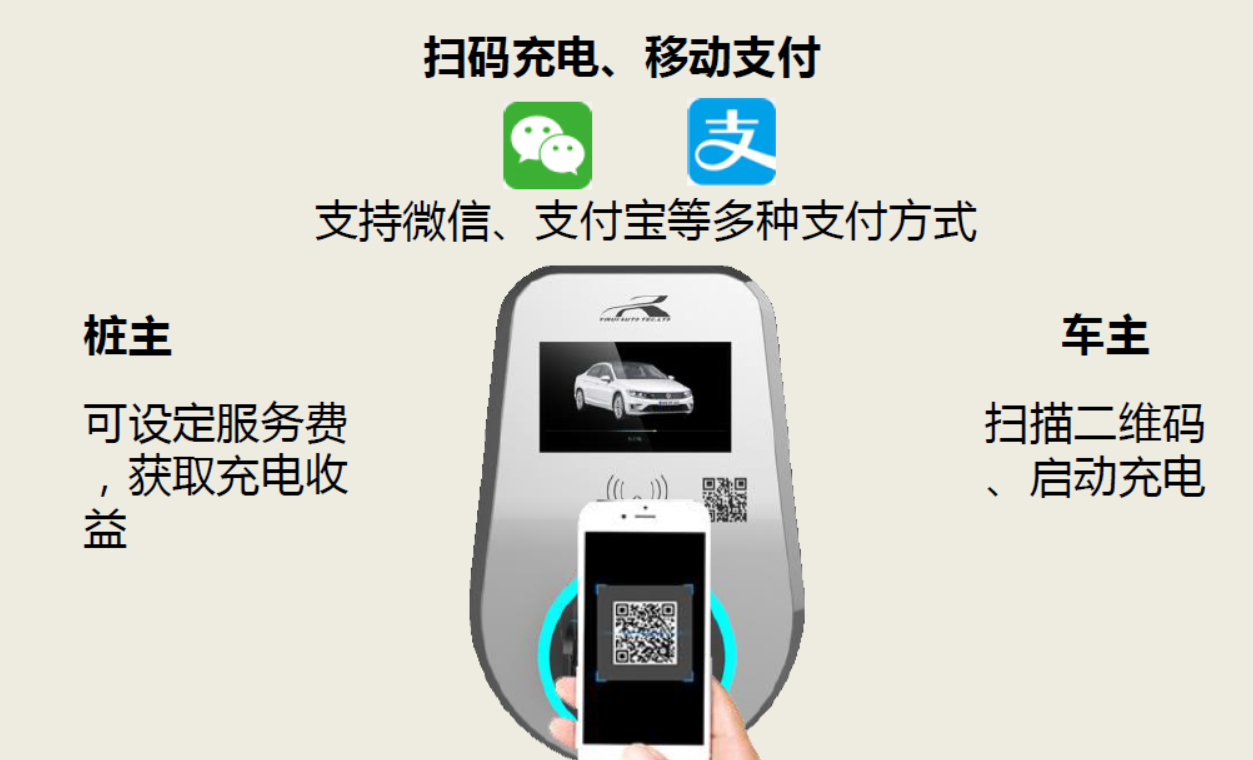 扫码充电、移动支付
支
支持微信、支付宝等多种支付方式
桩主
车主
可设定服务费
，获取充电收
益
扫描二维码
、启动充电